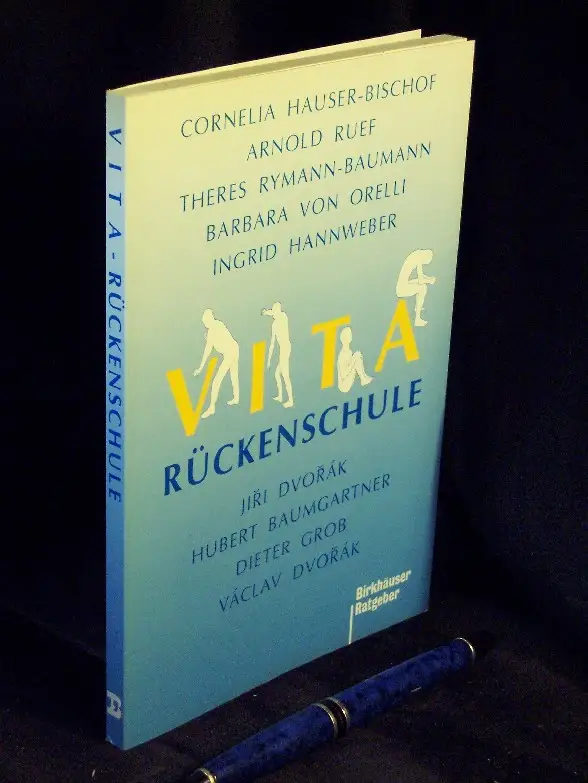 VITA - RÜCKENSCHULE
CORNELIA HAUSER-BISCHOF
ARNOLD RUEF
THERES RYMANN-BAUMANN
BARBARA VON ORELLI
INGRID HANNWEBER
VITA
RÜCKENSCHULE
JIŘI DVOŘÁK
HUBERT BAUMGARTNER
DIETER GROB
VÁCLAV DVOŘÁK
Birkhäuser
Ratgeber